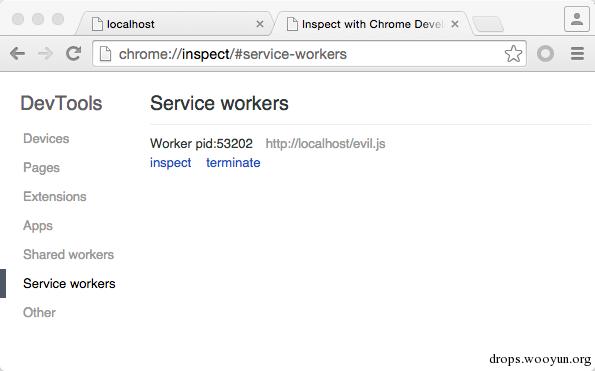 localhost
Inspect with Chrome Devel
chrome://inspect/#service-workers
DevTools
Devices
Pages
Extensions
Apps
Shared workers
Service workers
Other
Service workers
Worker pid:53202 http://localhost/evil.js
inspect terminate
drops.wooyun.org